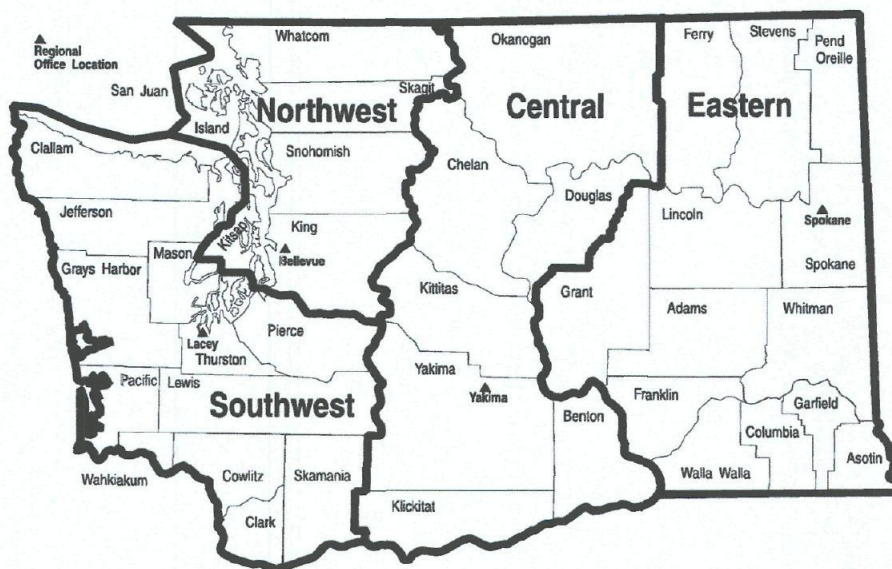 Regional
Office Location
Whatcom
Okanogan
Ferry
Stevens
Pend
Oreille
San Juan
Skagit
Northwest
Central
Eastern
Island
Clallam
Snohomish
Chelan
Douglas
Jefferson
Lincoln
Spokane
King
Kitsap
Mason
Bellevue
Grays Harbor
Spokane
Kittitas
Grant
Adams
Whitman
Pierce
Lacey
Thurston
Pacific
Lewis
Yakima
Yakima
Franklin
Garfield
Southwest
Benton
Columbia
Asotin
Wahkiakum
Cowlitz
Skamania
Walla Walla
Klickitat
Clark